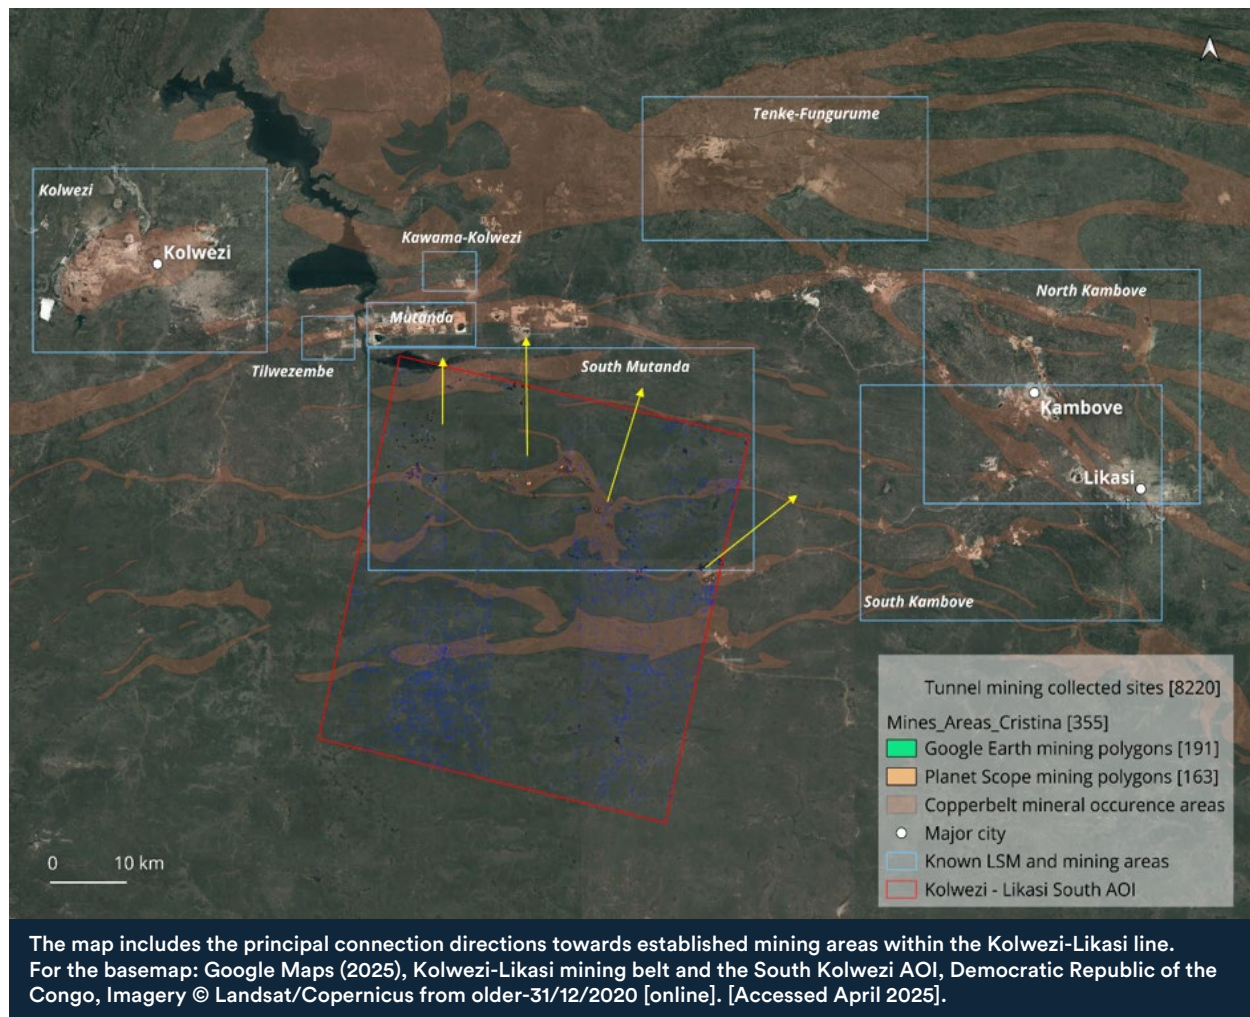 Tenke-Fungurume
Kolwezi
Kolwezi
Kawama-Kolwezi
North Kambove
Mutanda
Tilwezembe
South Mutanda
Kambove
Likasi
South Kambove
Tunnel mining collected sites [8220]
Mines_Areas_Cristina [355]
Google Earth mining polygons [191]
Planet Scope mining polygons [163]
Copperbelt mineral occurence areas
Major city
Known LSM and mining areas
Kolwezi - Likasi South AOI
0 10 km
The map includes the principal connection directions towards established mining areas within the Kolwezi-Likasi line.
For the basemap: Google Maps (2025), Kolwezi-Likasi mining belt and the South Kolwezi AOI, Democratic Republic of the
Congo, Imagery © Landsat/Copernicus from older-31/12/2020 [online]. [Accessed April 2025].